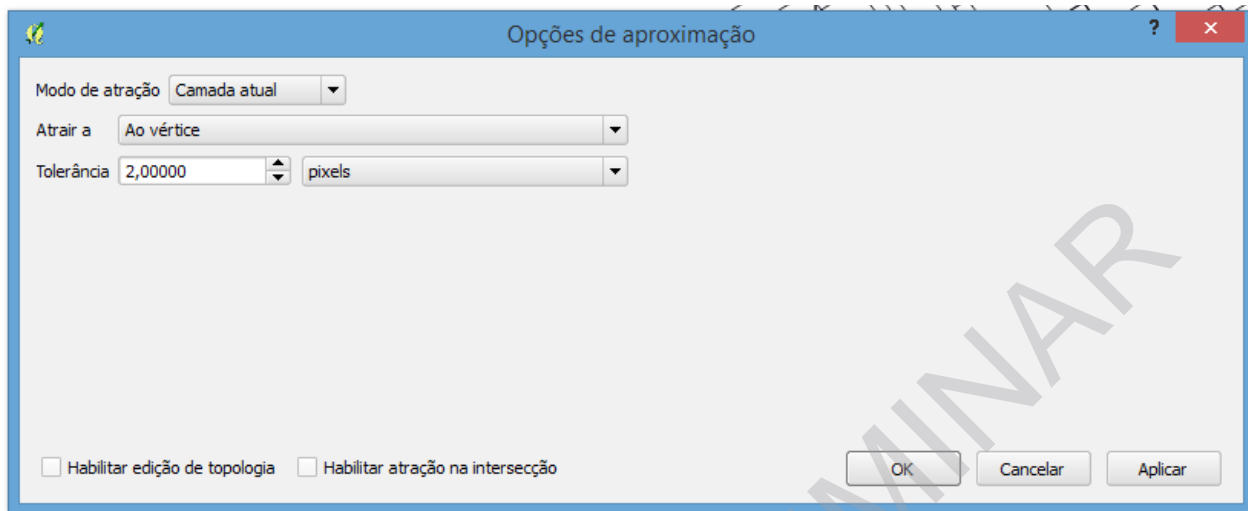 Opções de aproximação
?
Modo de atração Camada atual
Atrair a Ao vértice
Tolerância 2,00000 pixels
Habilitar edição de topologia Habilitar atração na intersecção OK Cancelar Aplicar
MINAR